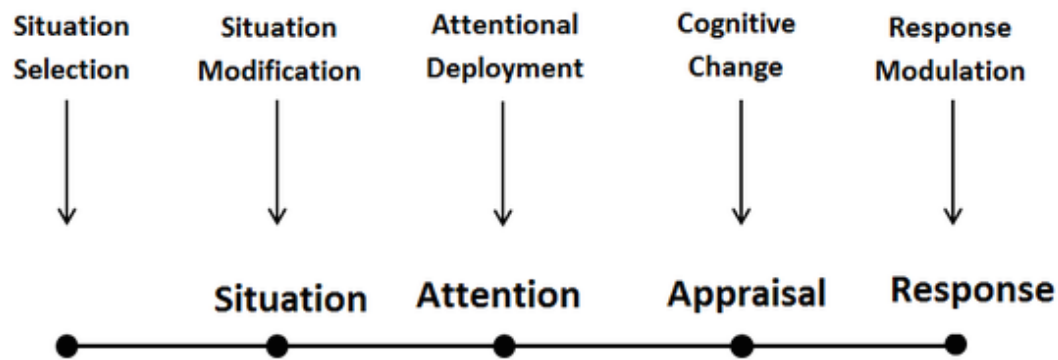 Situation
Selection
Situation
Modification
Attentional
Deployment
Cognitive
Change
Response
Modulation
Situation
Attention
Appraisal
Response